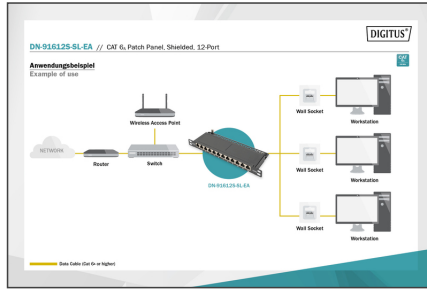 DIGITUS®
DN-91612S-SL-EA // CAT 6A Patch Panel, Shielded, 12-Port
CAT 6A
Anwendungsbeispiel
Example of use
Wireless Access Point
NETWORK
Router
Switch
DN-91612S-SL-EA
Wall Socket
Workstation
Wall Socket
Workstation
Wall Socket
Workstation
Data Cable (Cat 6A or higher)